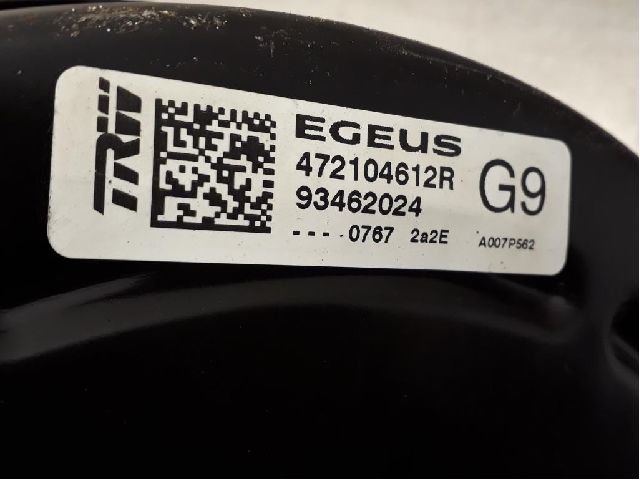 TRW
EGEUS
472104612R
G9
93462024
---- 0767 2a2E
A007P562